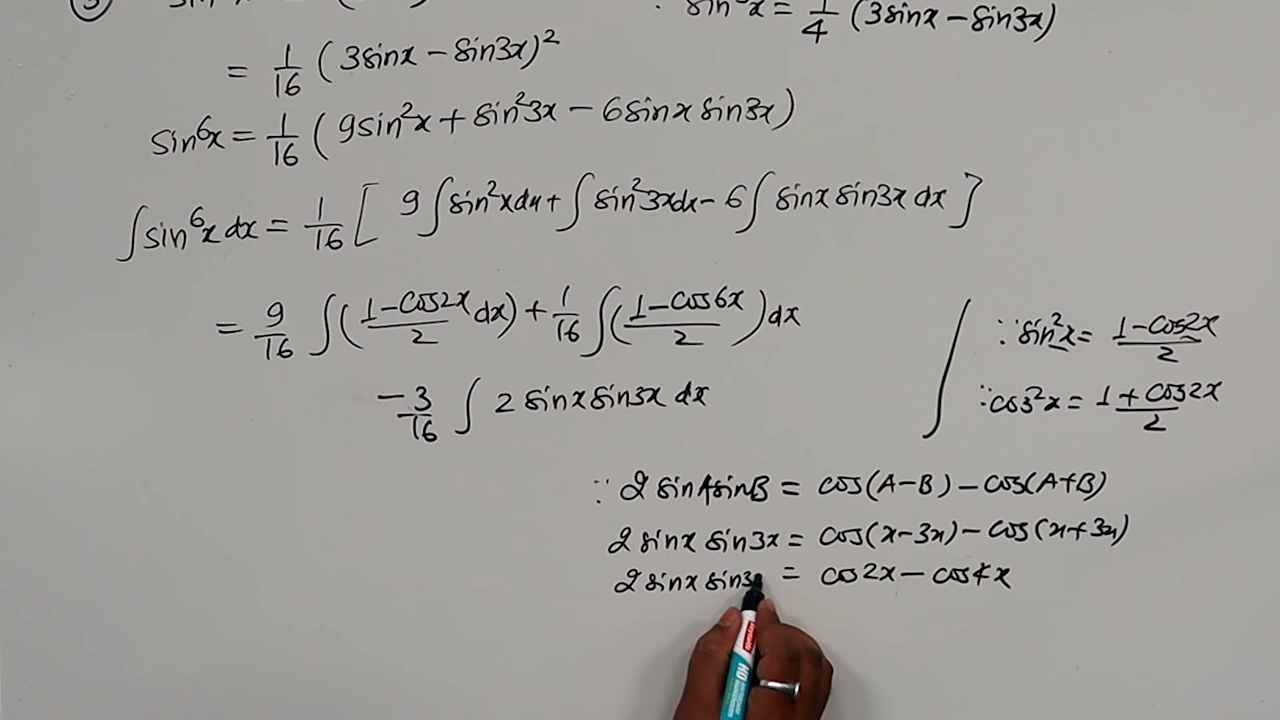 sin³x = 1/4 (3sinx − sin3x)
= 1/16 (3sinx − sin3x)²
sin⁶x = 1/16 (9sin²x + sin²3x − 6sinx sin3x)
∫sin⁶x dx = 1/16 [ 9∫sin²x dx + ∫sin²3x dx − 6∫ sinx sin3x dx ]
= 9/16 ∫(1−cos2x/2 dx) + 1/16 ∫(1−cos6x/2) dx
−3/16 ∫ 2 sinx sin3x dx
∵ sin²x = 1−cos2x/2
∵ cos²x = 1+cos2x/2
∵ 2 sinA sinB = cos(A−B) − cos(A+B)
2 sinx sin3x = cos(x−3x) − cos(x+3x)
2 sinx sin3 = cos2x − cos4x